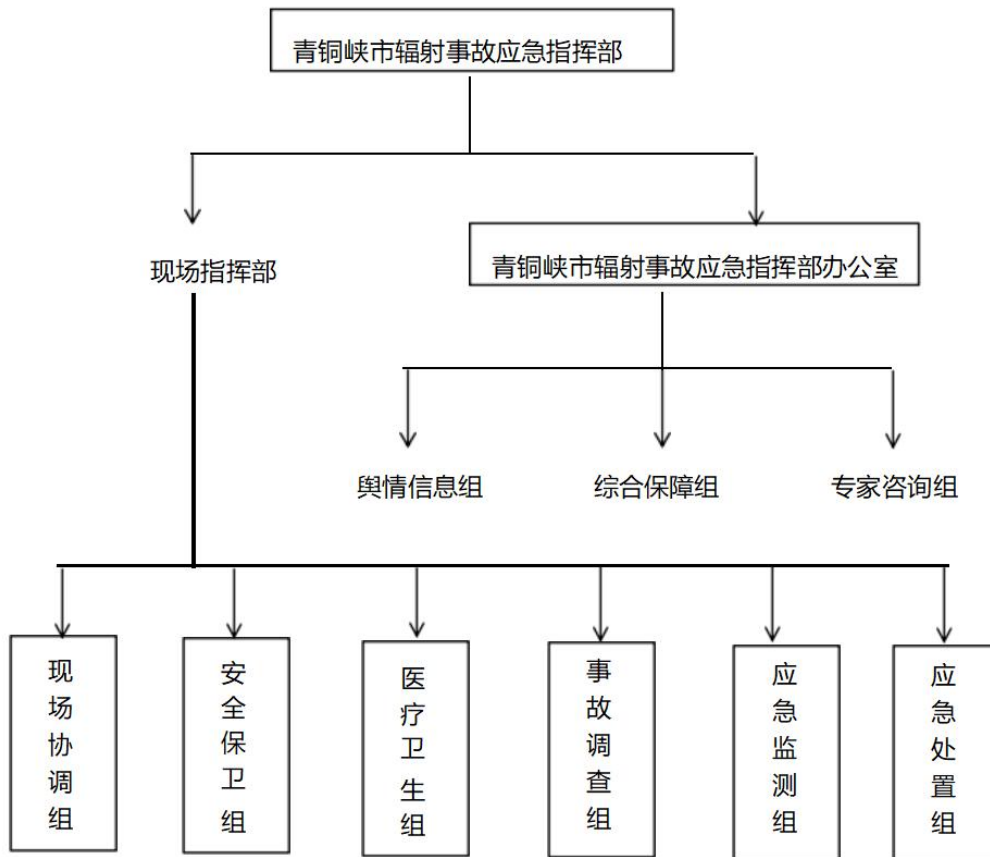 青铜峡市辐射事故应急指挥部
现场指挥部
青铜峡市辐射事故应急指挥部办公室
舆情信息组
综合保障组
专家咨询组
现场协调组
安全保卫组
医疗卫生组
事故调查组
应急监测组
应急处置组